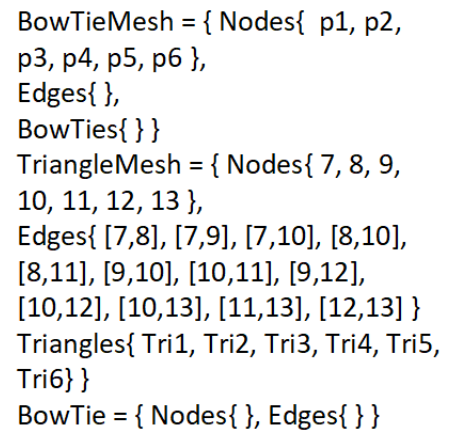 BowTieMesh = { Nodes{  p1, p2,
p3, p4, p5, p6 },
Edges{ },
BowTies{ } }
TriangleMesh = { Nodes{ 7, 8, 9,
10, 11, 12, 13 },
Edges{ [7,8], [7,9], [7,10], [8,10],
[8,11], [9,10], [10,11], [9,12],
[10,12], [10,13], [11,13], [12,13] }
Triangles{ Tri1, Tri2, Tri3, Tri4, Tri5,
Tri6} }
BowTie = { Nodes{ }, Edges{ } }